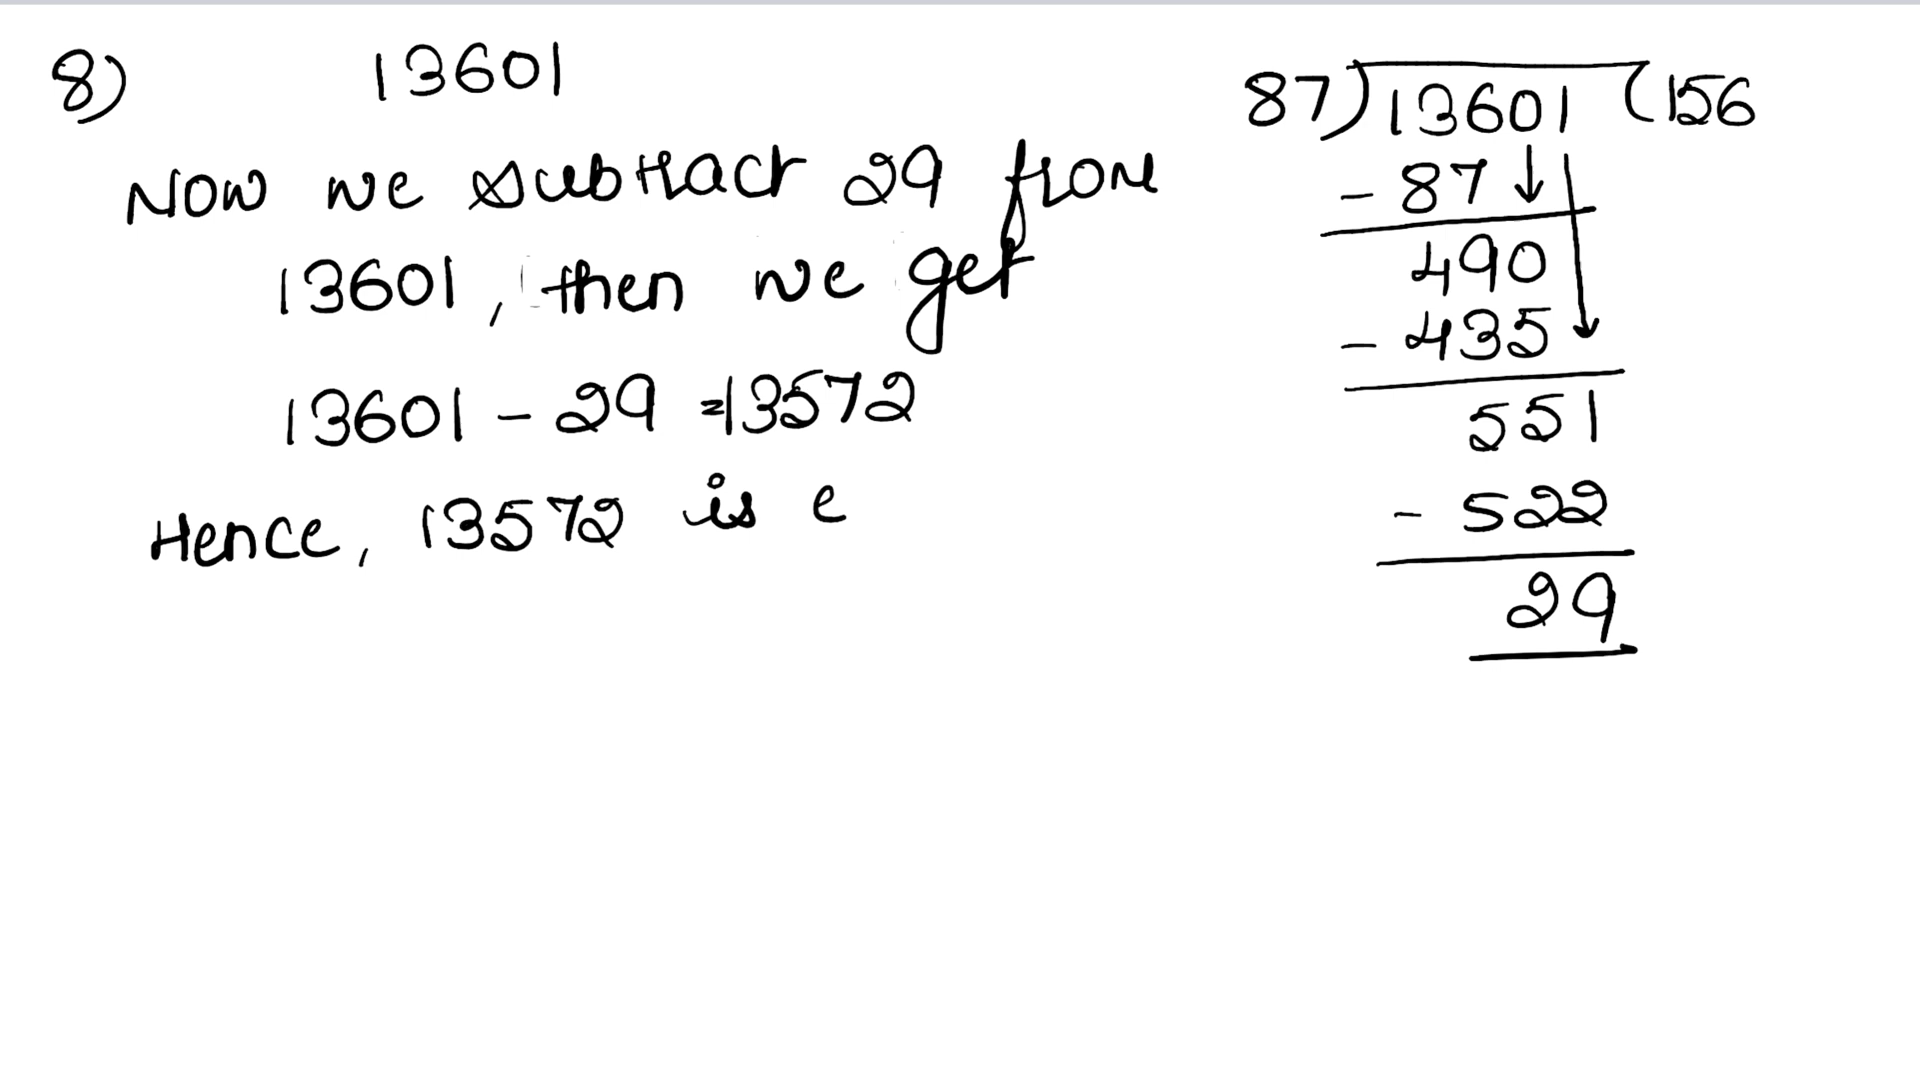 8) 13601
Now we subtract 29 from
13601, then we get
13601 - 29 = 13572
Hence, 13572 is e
87)13601(156
- 87
490
- 435
551
- 522
29